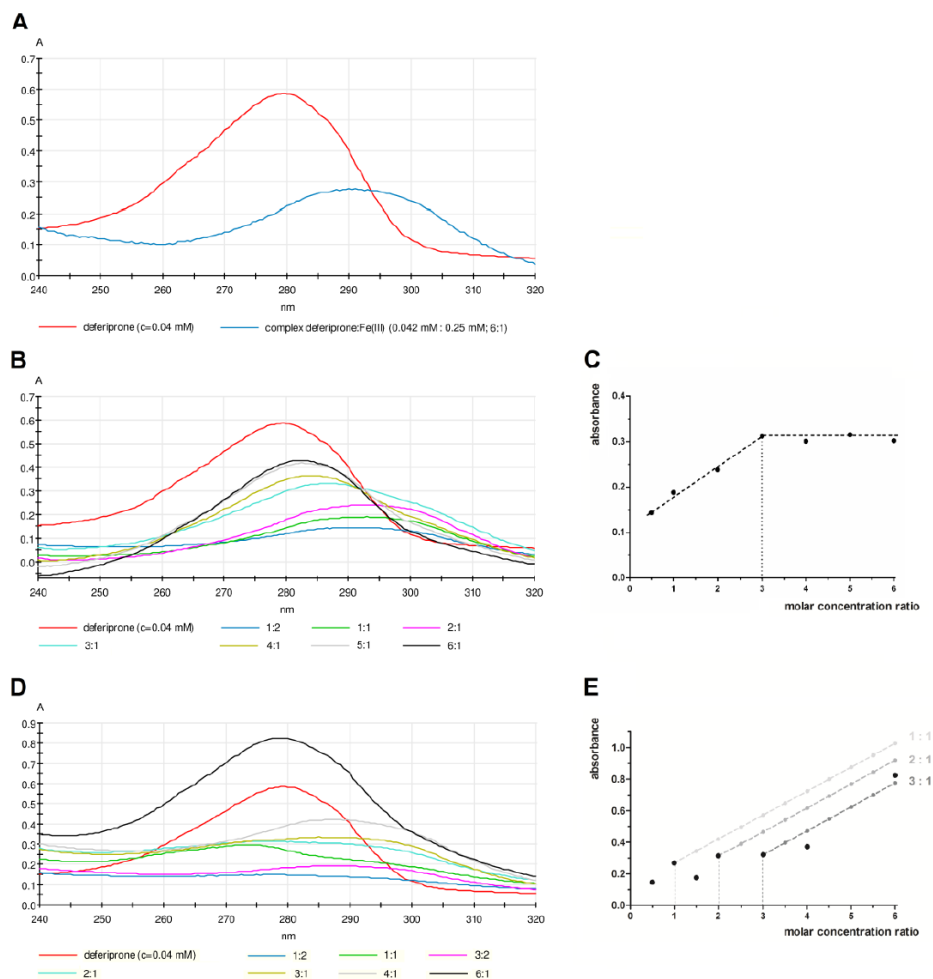 A
A
0.7
0.6
0.5
0.4
0.3
0.2
0.1
0.0
240 250 260 270 280 290 300 310 320
nm
deferiprone (c=0.04 mM) complex deferiprone:Fe(III) (0.042 mM : 0.25 mM; 6:1)
B
A
0.7
0.6
0.5
0.4
0.3
0.2
0.1
0.0
240 250 260 270 280 290 300 310 320
nm
deferiprone (c=0.04 mM) 1:2 1:1 2:1
3:1 4:1 5:1 6:1
C
absorbance
0.4
0.3
0.2
0.1
0.0
1 2 3 4 5 6
molar concentration ratio
D
A
0.9
0.8
0.7
0.6
0.5
0.4
0.3
0.2
0.1
0.0
240 250 260 270 280 290 300 310 320
nm
deferiprone (c=0.04 mM) 1:2 1:1 3:2
2:1 3:1 4:1 6:1
E
absorbance
1.0
0.8
0.6
0.4
0.2
0.0
1 2 3 4 5 6
molar concentration ratio
1 : 1
2 : 1
3 : 1